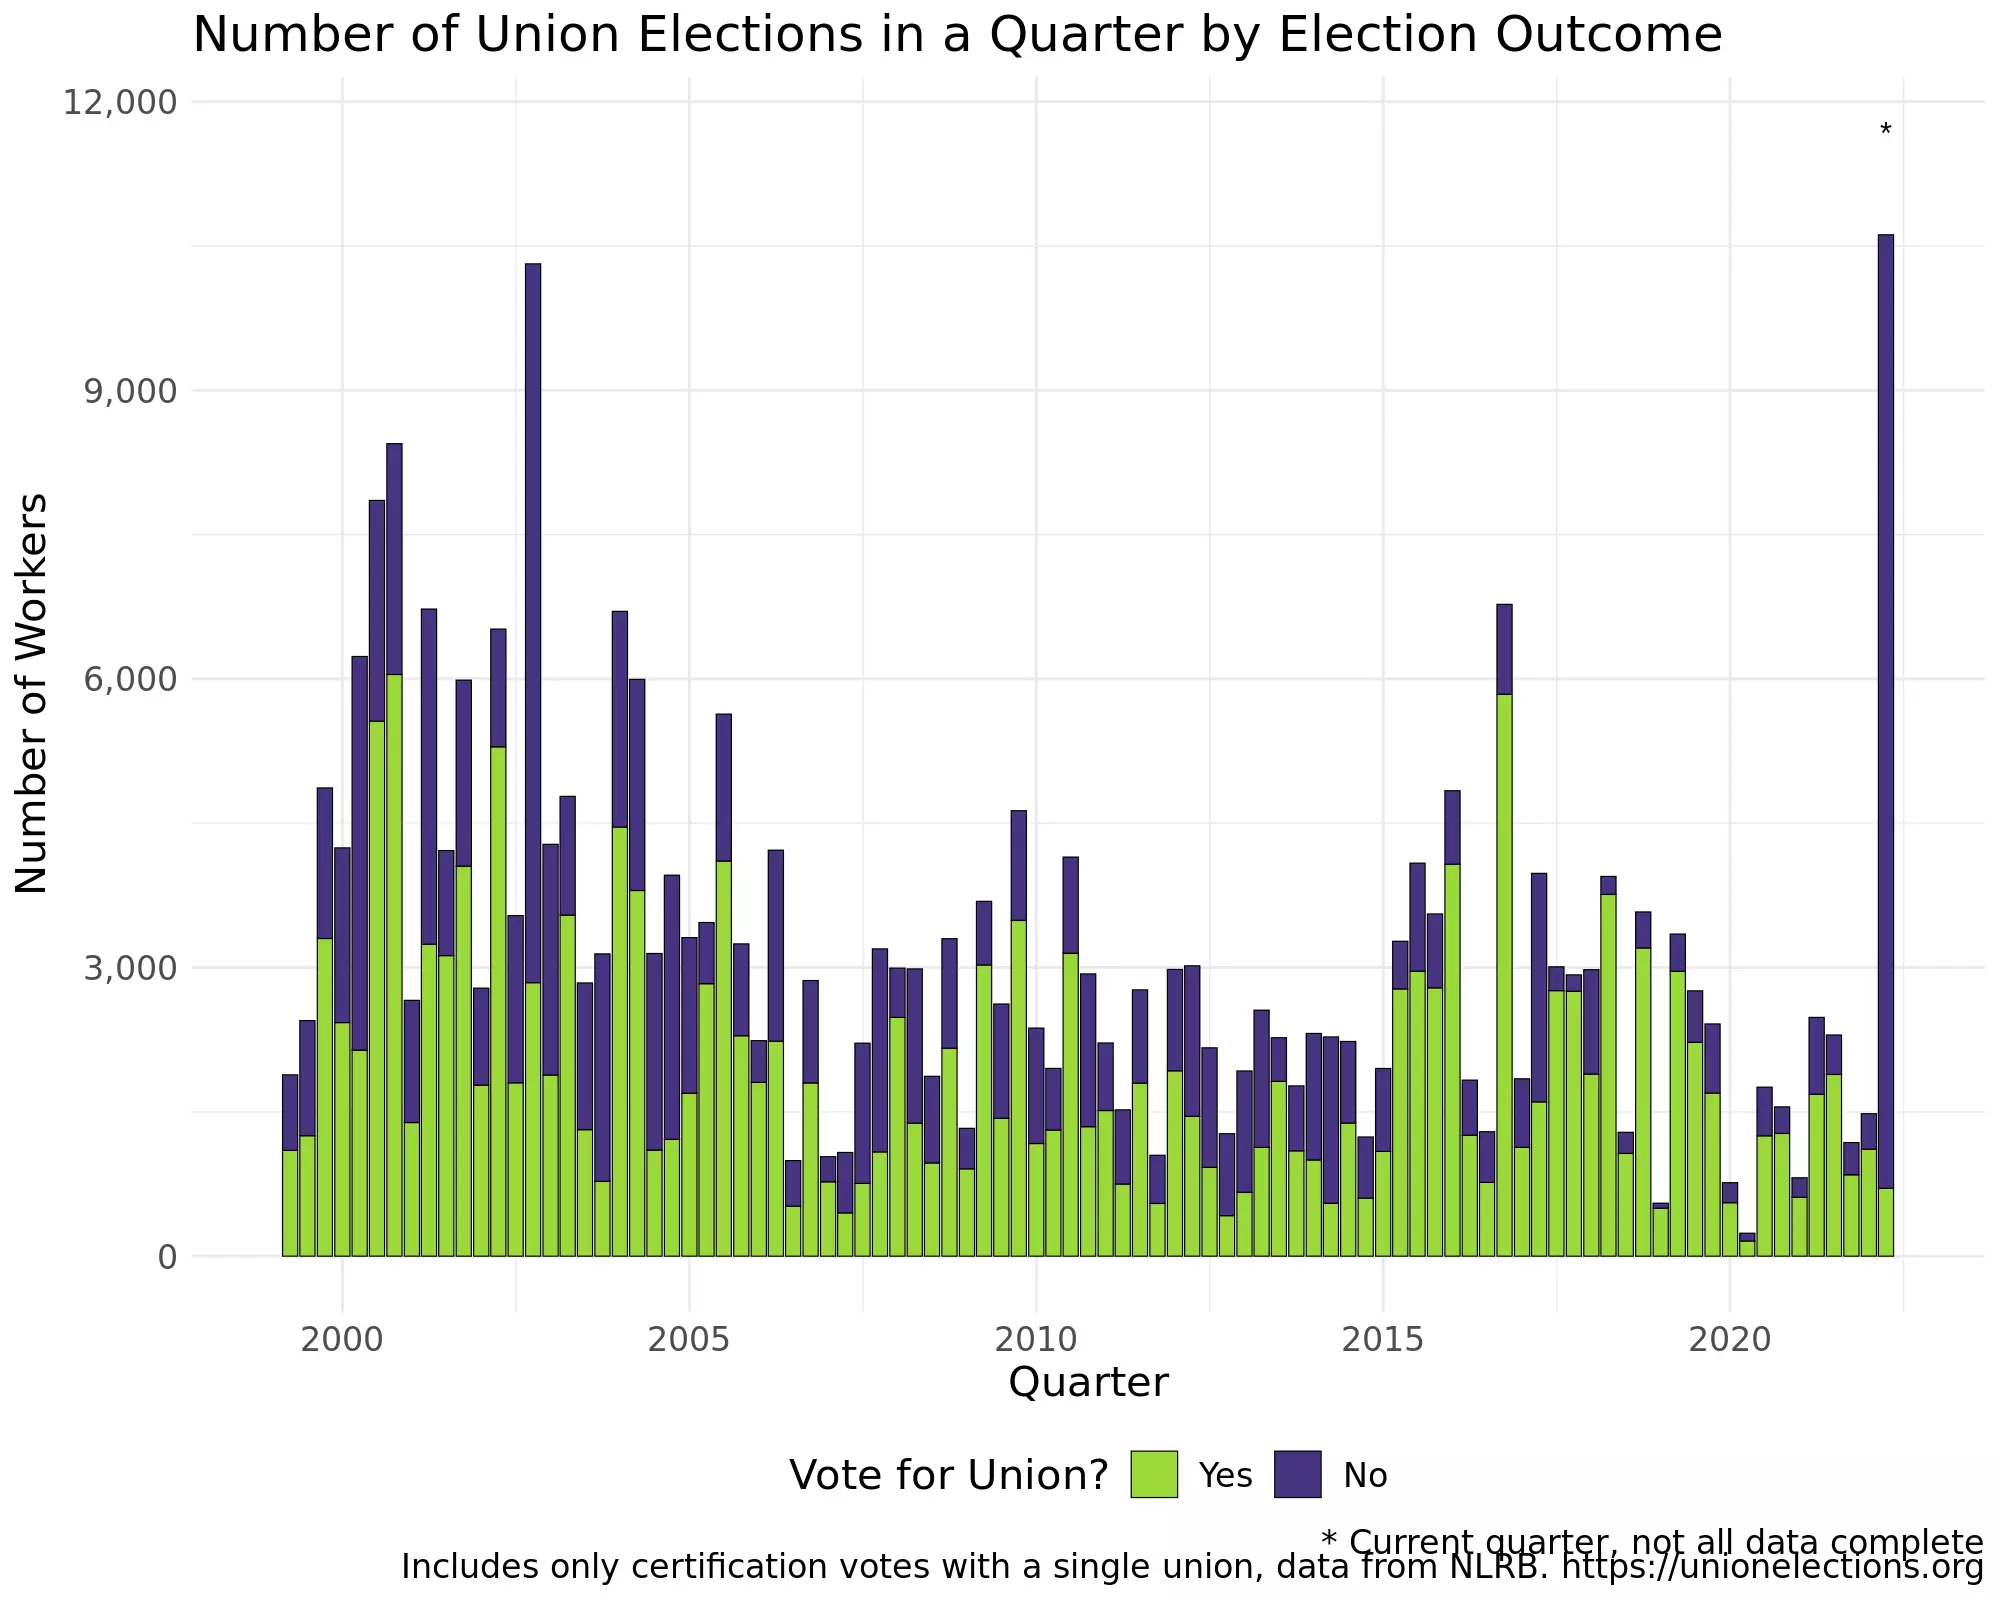 Number of Union Elections in a Quarter by Election Outcome
12,000
*
9,000
6,000
3,000
0
Number of Workers
2000 2005 2010 2015 2020
Quarter
Vote for Union? Yes No
* Current quarter, not all data complete
Includes only certification votes with a single union, data from NLRB. https://unionelections.org